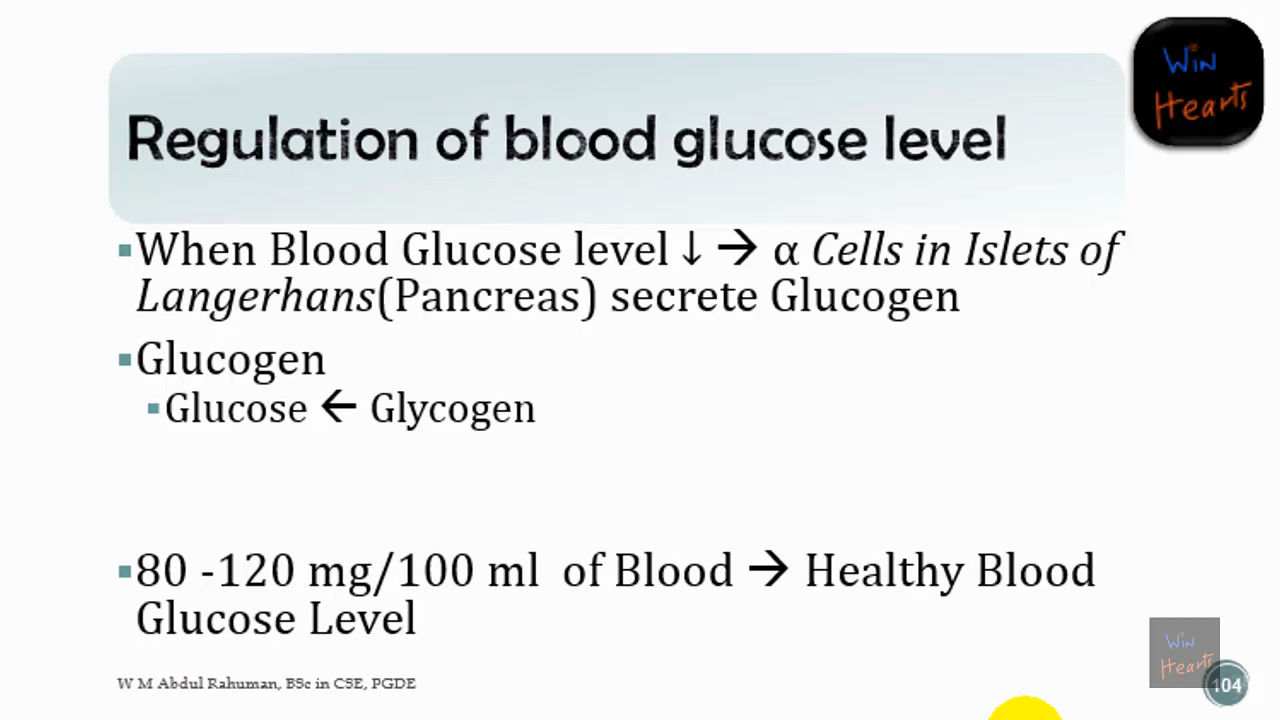 Win
Hearts
Regulation of blood glucose level
▪When Blood Glucose level ↓ → α Cells in Islets of
Langerhans(Pancreas) secrete Glucogen
▪Glucogen
▪Glucose ← Glycogen
▪80 -120 mg/100 ml of Blood → Healthy Blood
Glucose Level
W M Abdul Rahuman, BSc in CSE, PGDE
Win
Hearts
104